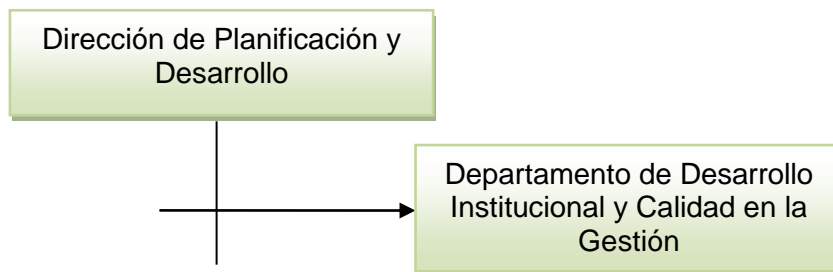 Dirección de Planificación y
Desarrollo
Departamento de Desarrollo
Institucional y Calidad en la
Gestión